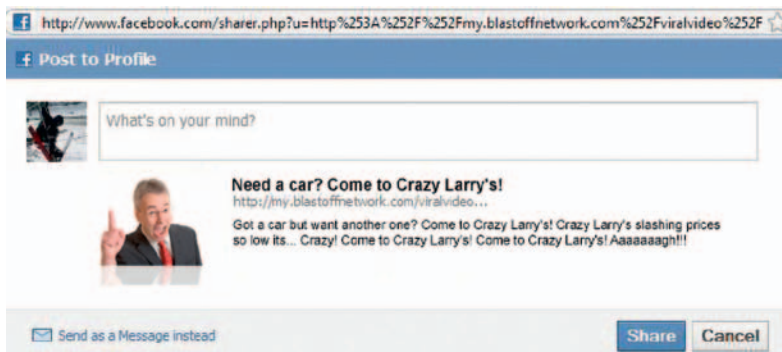 http://www.facebook.com/sharer.php?u=http%253A%252F%252Fmy.blastoffnetwork.com%252Fviralvideo%252F
f Post to Profile
What's on your mind?
Need a car? Come to Crazy Larry's!
http://my.blastoffnetwork.com/viralvideo...
Got a car but want another one? Come to Crazy Larry's! Crazy Larry's slashing prices
so low its... Crazy! Come to Crazy Larry's! Come to Crazy Larry's! Aaaaaaagh!!!
Send as a Message instead
Share Cancel